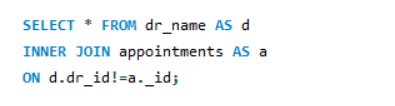 SELECT * FROM dr_name AS d
INNER JOIN appointments AS a
ON d.dr_id!=a._id;